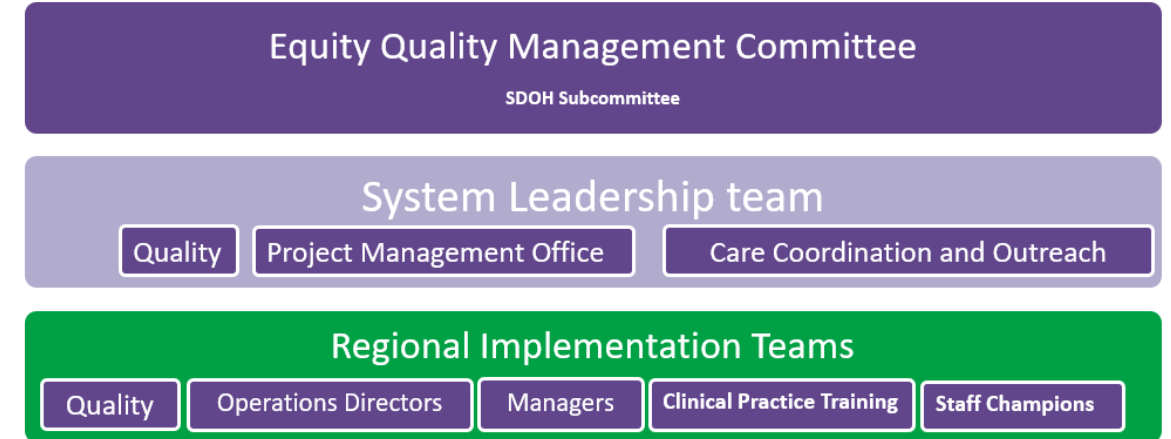 Equity Quality Management Committee
SDOH Subcommittee
System Leadership team
Quality
Project Management Office
Care Coordination and Outreach
Regional Implementation Teams
Quality
Operations Directors
Managers
Clinical Practice Training
Staff Champions